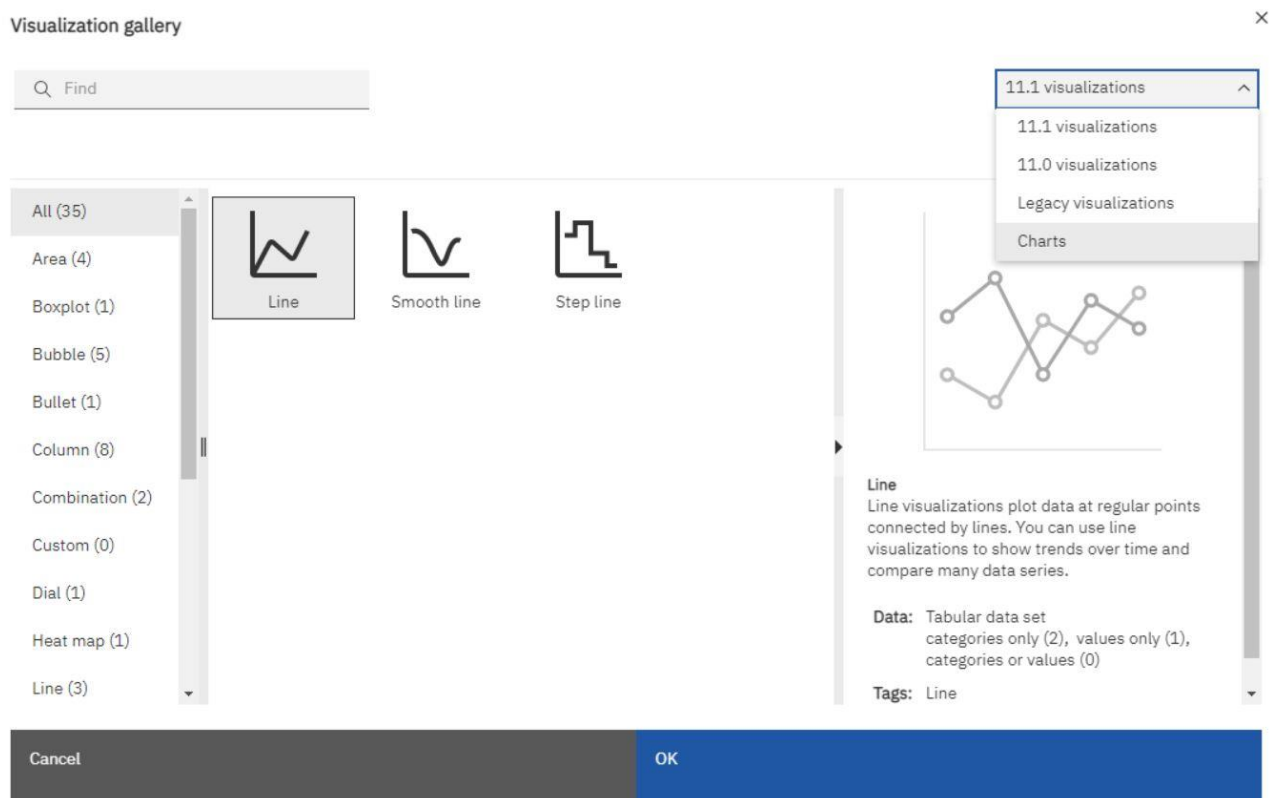 Visualization gallery
Find
11.1 visualizations
11.1 visualizations
11.0 visualizations
Legacy visualizations
Charts
All (35)
Area (4)
Boxplot (1)
Bubble (5)
Bullet (1)
Column (8)
Combination (2)
Custom (0)
Dial (1)
Heat map (1)
Line (3)
Line
Smooth line
Step line
Line
Line visualizations plot data at regular points
connected by lines. You can use line
visualizations to show trends over time and
compare many data series.
Data: Tabular data set
categories only (2), values only (1),
categories or values (0)
Tags: Line
Cancel
OK